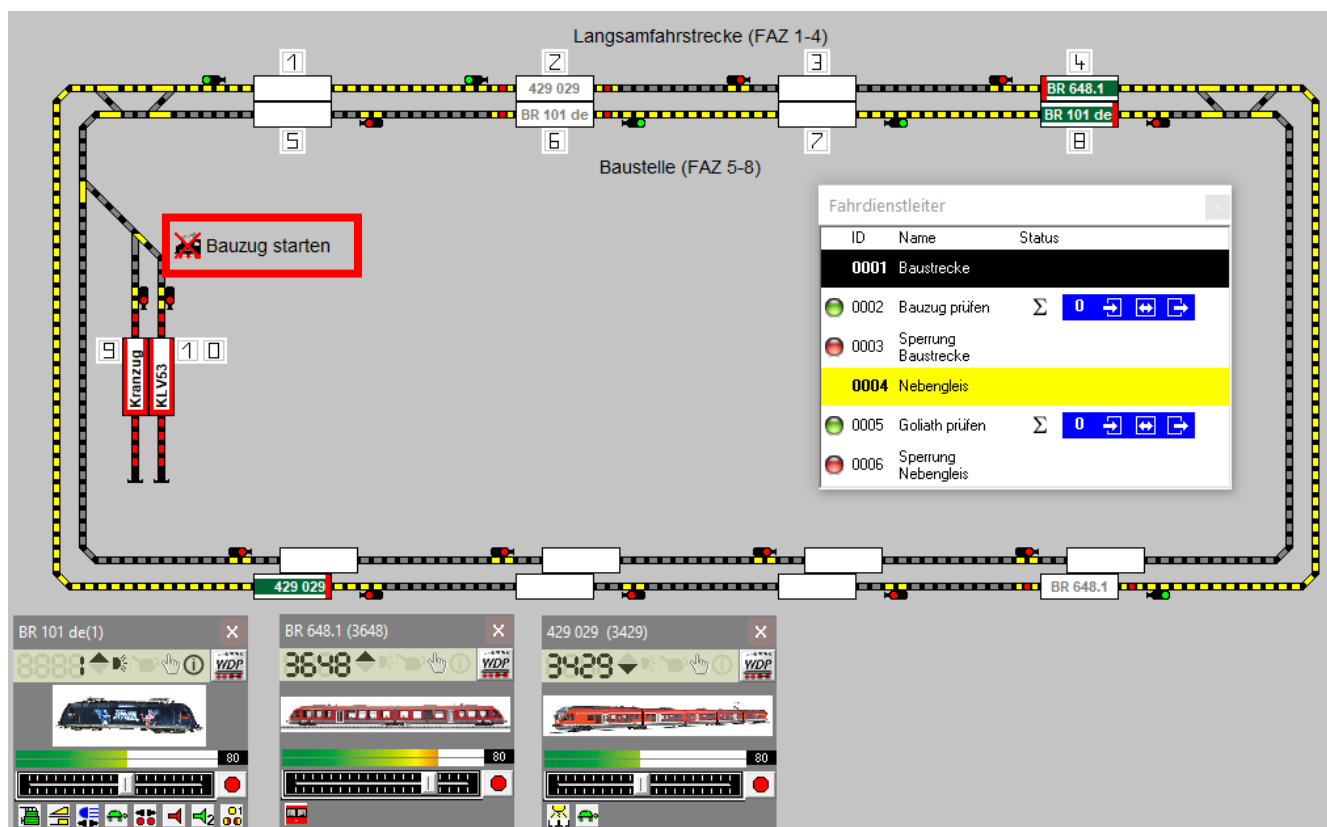 Langsamfahrstrecke (FAZ 1-4)
1
2
3
4
429 029
BR 648.1
BR 101 de
BR 101 de
5
6
7
8
Baustelle (FAZ 5-8)
Bauzug starten
9
10
Kranzug
KLV53
Fahrdienstleiter
x
ID Name Status
0001 Baustrecke
0002 Bauzug prüfen Σ 0
0003 Sperrung
Baustrecke
0004 Nebengleis
0005 Goliath prüfen Σ 0
0006 Sperrung
Nebengleis
429 029
BR 648.1
BR 101 de(1)
1
WDP
80
2
1
BR 648.1 (3648)
3648
WDP
80
429 029 (3429)
3429
WDP
80